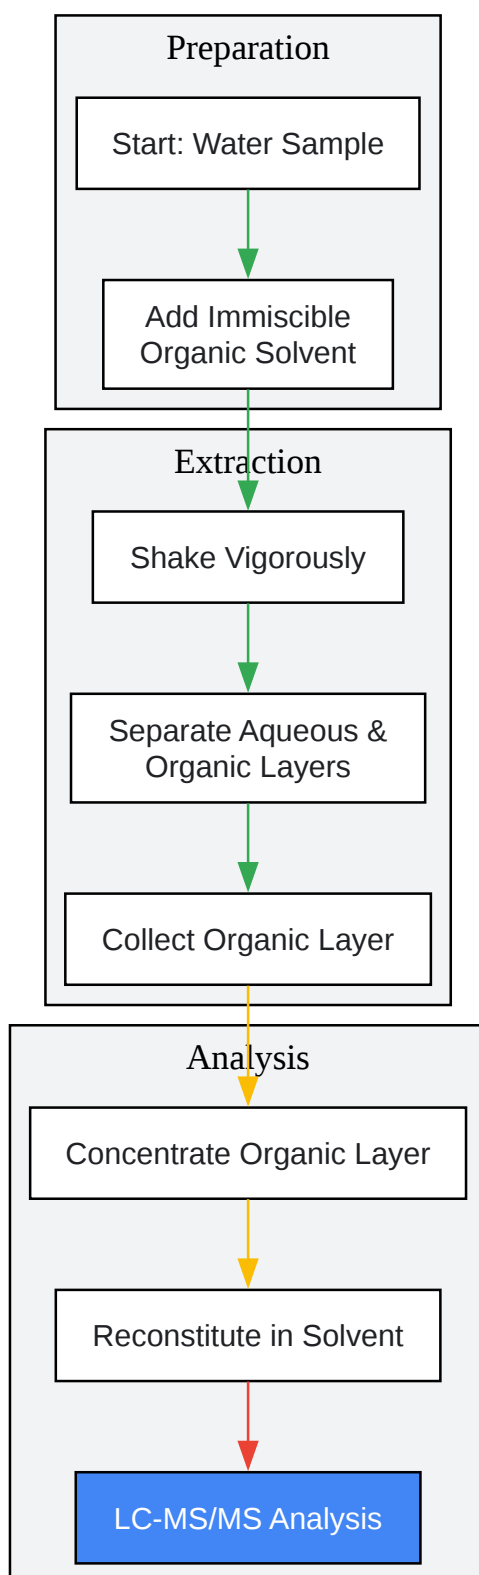 Preparation
Start: Water Sample
Add Immiscible
Organic Solvent
Extraction
Shake Vigorously
Separate Aqueous &
Organic Layers
Collect Organic Layer
Analysis
Concentrate Organic Layer
Reconstitute in Solvent
LC-MS/MS Analysis